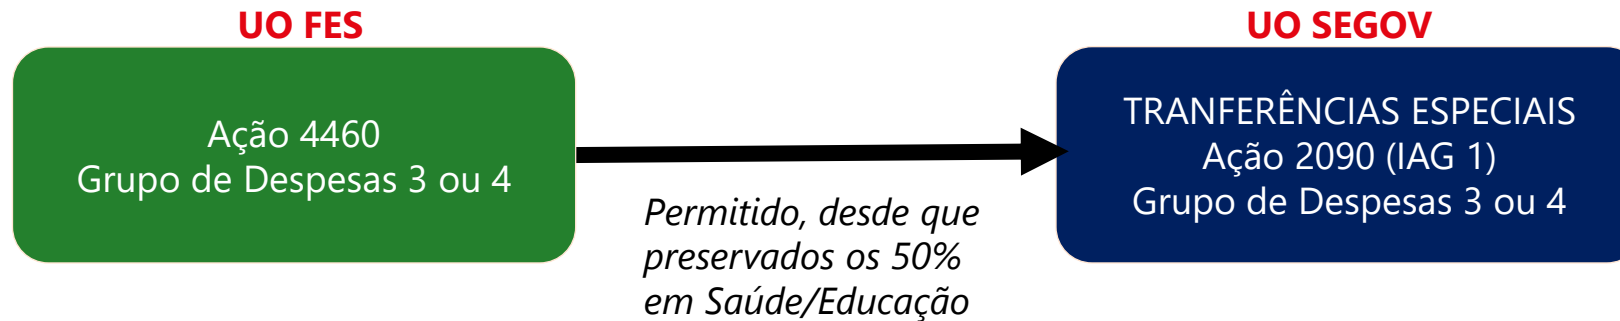 UO FES
Ação 4460
Grupo de Despesas 3 ou 4
Permitido, desde que
preservados os 50%
em Saúde/Educação
UO SEGOV
TRANFERÊNCIAS ESPECIAIS
Ação 2090 (IAG 1)
Grupo de Despesas 3 ou 4